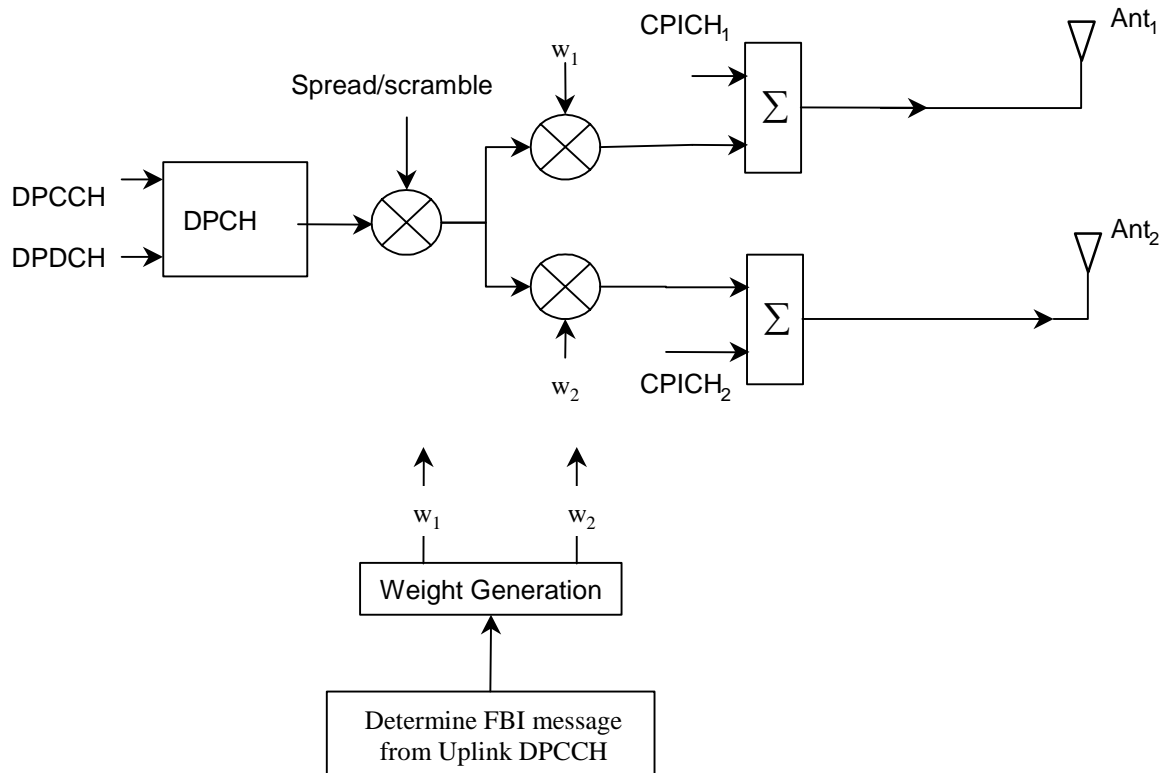 CPICH₁
Ant₁
w₁
Spread/scramble
Σ
DPCCH
DPCH
DPDCH
Ant₂
Σ
w₂
CPICH₂
w₁
w₂
Weight Generation
Determine FBI message
from Uplink DPCCH